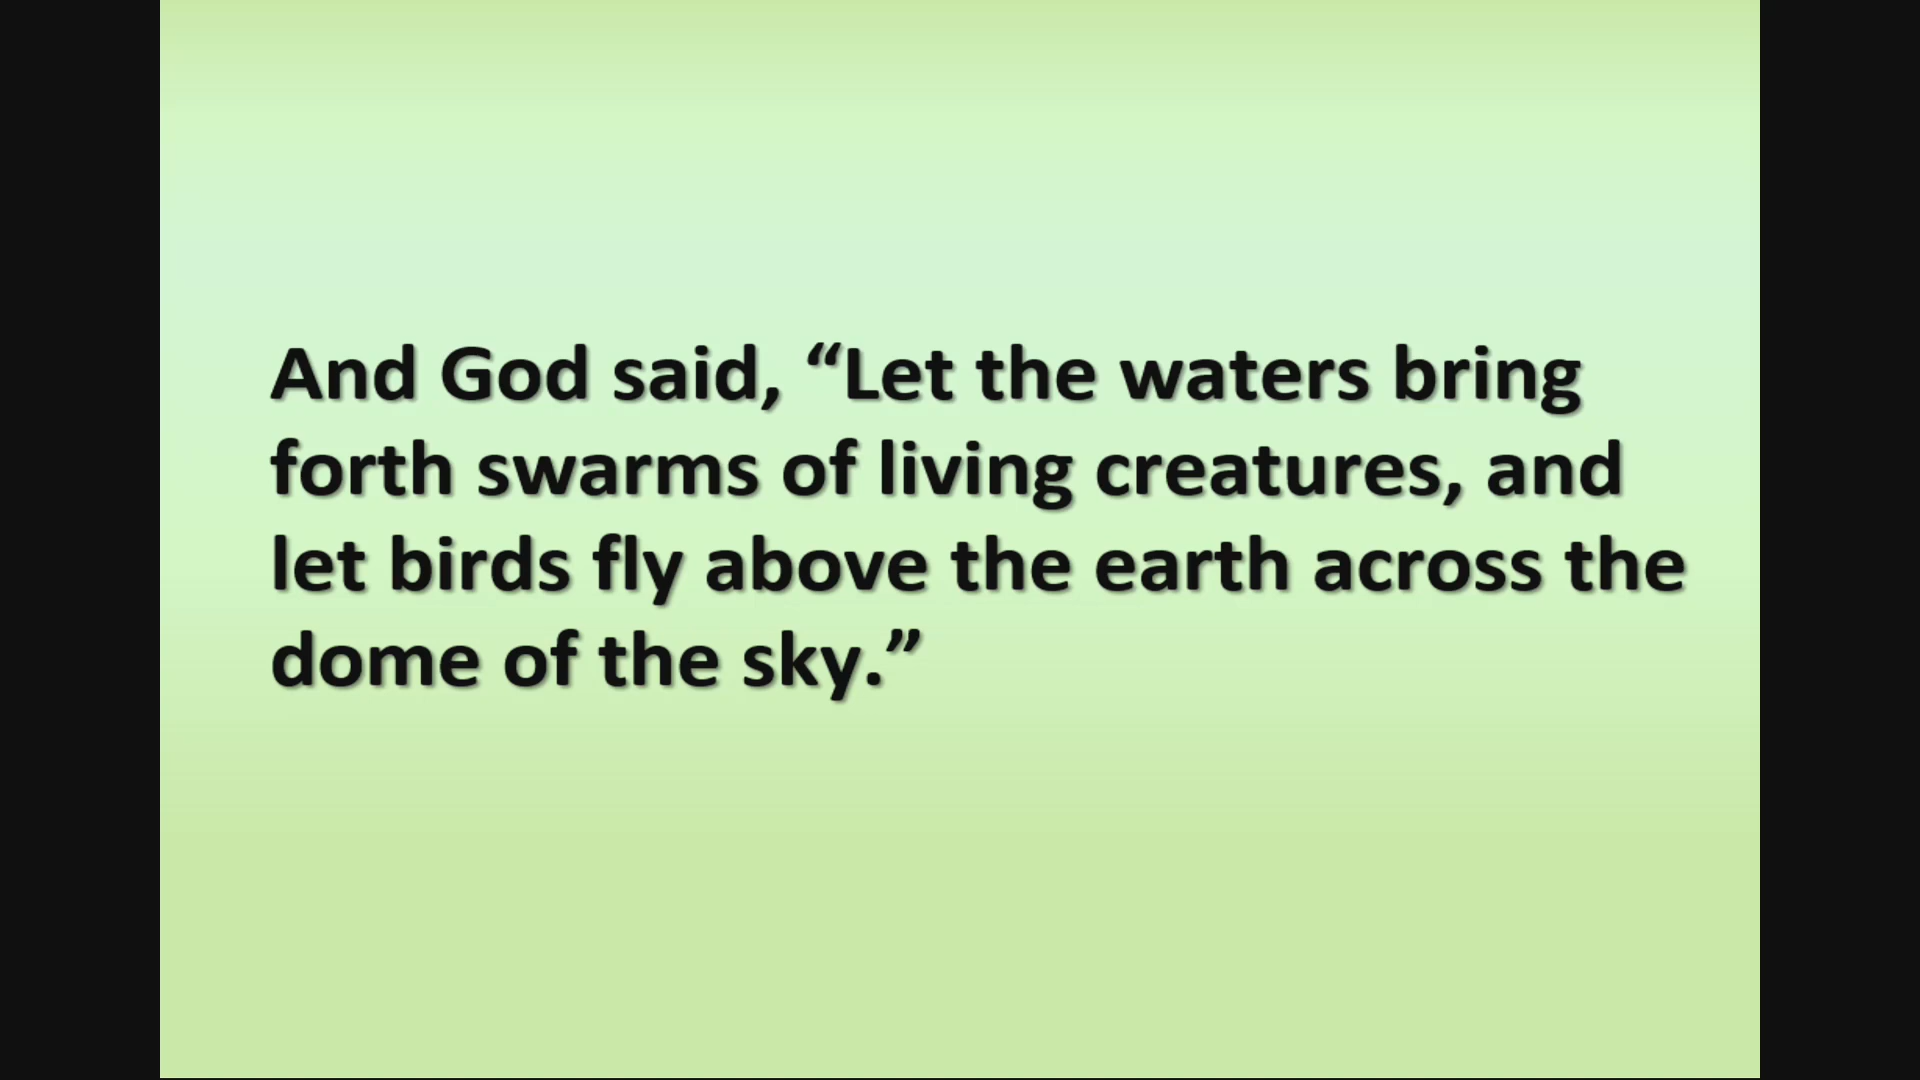 And God said, “Let the waters bring
forth swarms of living creatures, and
let birds fly above the earth across the
dome of the sky.”